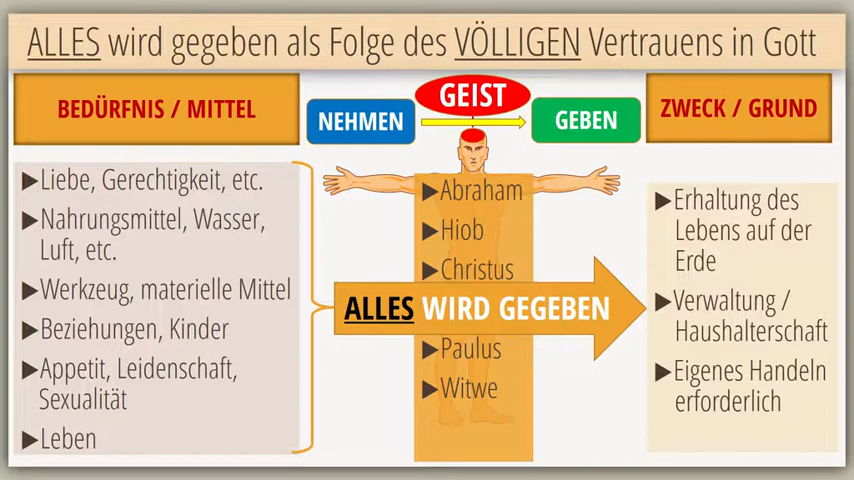 ALLES wird gegeben als Folge des VÖLLIGEN Vertrauens in Gott
BEDÜRFNIS / MITTEL
NEHMEN
GEIST
GEBEN
ZWECK / GRUND
▶Liebe, Gerechtigkeit, etc.
▶Nahrungsmittel, Wasser,
Luft, etc.
▶Werkzeug, materielle Mittel
▶Beziehungen, Kinder
▶Appetit, Leidenschaft,
Sexualität
▶Leben
▶Abraham
▶Hiob
▶Christus
ALLES WIRD GEGEBEN
▶Paulus
▶Witwe
▶Erhaltung des
Lebens auf der
Erde
▶Verwaltung /
Haushalterschaft
▶Eigenes Handeln
erforderlich